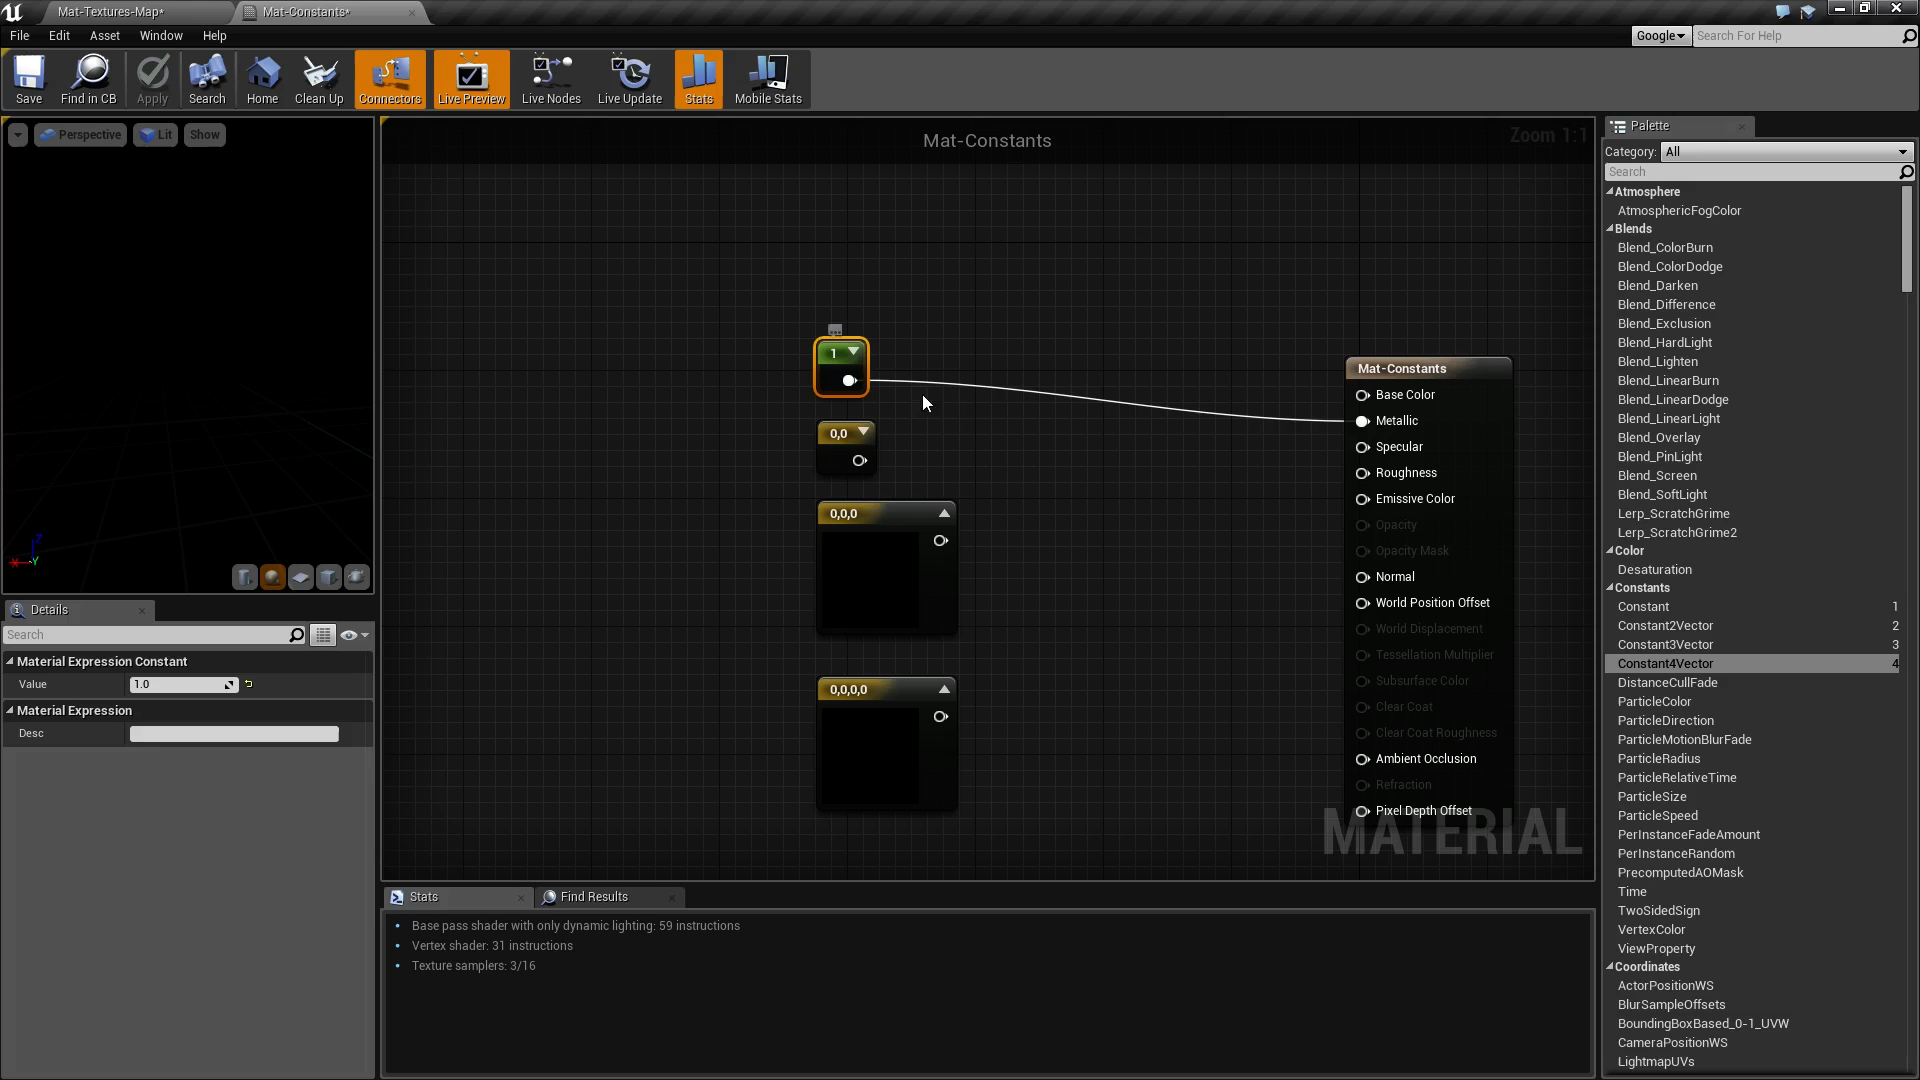 Mat-Textures-Map*
Mat-Constants*
File Edit Asset Window Help
Google
Search For Help
Save
Find in CB
Apply
Search
Home
Clean Up
Connectors
Live Preview
Live Nodes
Live Update
Stats
Mobile Stats
Perspective
Lit
Show
Z
X
Y
Details
Search
Material Expression Constant
Value
1.0
Material Expression
Desc
Mat-Constants
Zoom 1:1
1
0,0
0,0,0
0,0,0,0
Mat-Constants
Base Color
Metallic
Specular
Roughness
Emissive Color
Opacity
Opacity Mask
Normal
World Position Offset
World Displacement
Tessellation Multiplier
Subsurface Color
Clear Coat
Clear Coat Roughness
Ambient Occlusion
Refraction
Pixel Depth Offset
MATERIAL
Stats
Find Results
Base pass shader with only dynamic lighting: 59 instructions
Vertex shader: 31 instructions
Texture samplers: 3/16
Palette
Category: All
Search
Atmosphere
AtmosphericFogColor
Blends
Blend_ColorBurn
Blend_ColorDodge
Blend_Darken
Blend_Difference
Blend_Exclusion
Blend_HardLight
Blend_Lighten
Blend_LinearBurn
Blend_LinearDodge
Blend_LinearLight
Blend_Overlay
Blend_PinLight
Blend_Screen
Blend_SoftLight
Lerp_ScratchGrime
Lerp_ScratchGrime2
Color
Desaturation
Constants
Constant 1
Constant2Vector 2
Constant3Vector 3
Constant4Vector 4
DistanceCullFade
ParticleColor
ParticleDirection
ParticleMotionBlurFade
ParticleRadius
ParticleRelativeTime
ParticleSize
ParticleSpeed
PerInstanceFadeAmount
PerInstanceRandom
PrecomputedAOMask
Time
TwoSidedSign
VertexColor
ViewProperty
Coordinates
ActorPositionWS
BlurSampleOffsets
BoundingBoxBased_0-1_UVW
CameraPositionWS
LightmapUVs